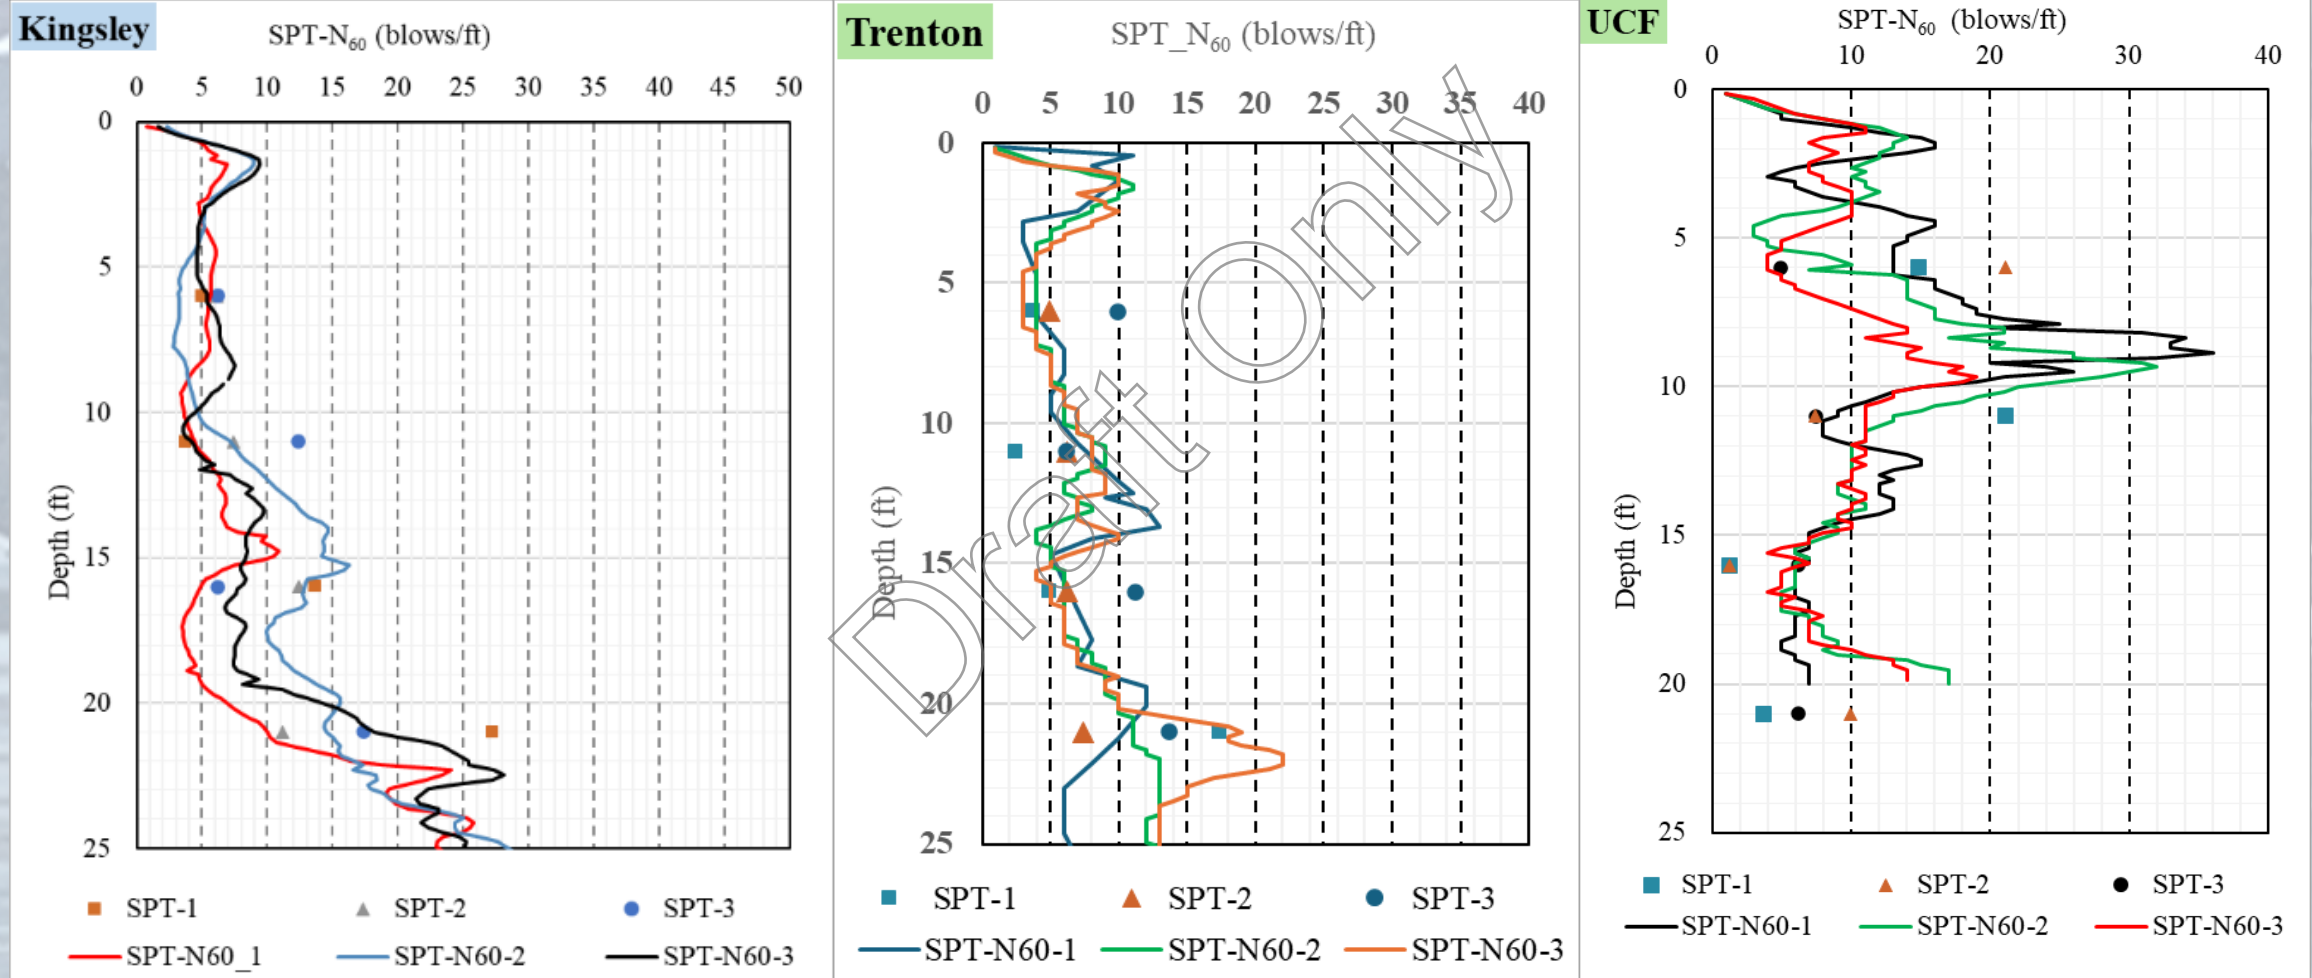 Kingsley
SPT-N60 (blows/ft)
0 5 10 15 20 25 30 35 40 45 50
0
5
10
15
20
25
Depth (ft)
SPT-1 SPT-2 SPT-3
SPT-N60_1 SPT-N60-2 SPT-N60-3
Trenton
SPT_N60 (blows/ft)
0 5 10 15 20 25 30 35 40
0
5
10
15
20
25
Depth (ft)
SPT-1 SPT-2 SPT-3
SPT-N60-1 SPT-N60-2 SPT-N60-3
UCF
SPT-N60 (blows/ft)
0 10 20 30 40
0
5
10
15
20
25
Depth (ft)
SPT-1 SPT-2 SPT-3
SPT-N60-1 SPT-N60-2 SPT-N60-3
Draft Only